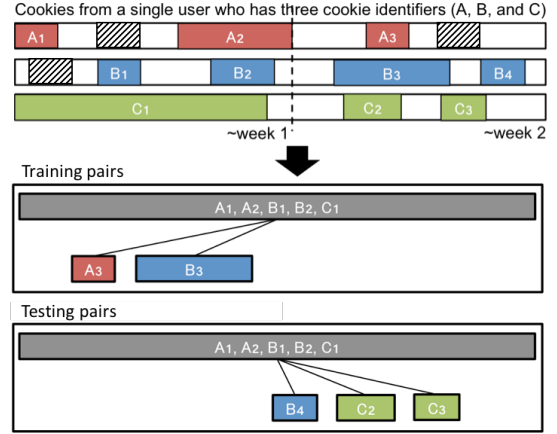 Cookies from a single user who has three cookie identifiers (A, B, and C)
A1 A2 A3
B1 B2 B3 B4
C1 C2 C3
~week 1 ~week 2
Training pairs
A1, A2, B1, B2, C1
A3 B3
Testing pairs
A1, A2, B1, B2, C1
B4 C2 C3